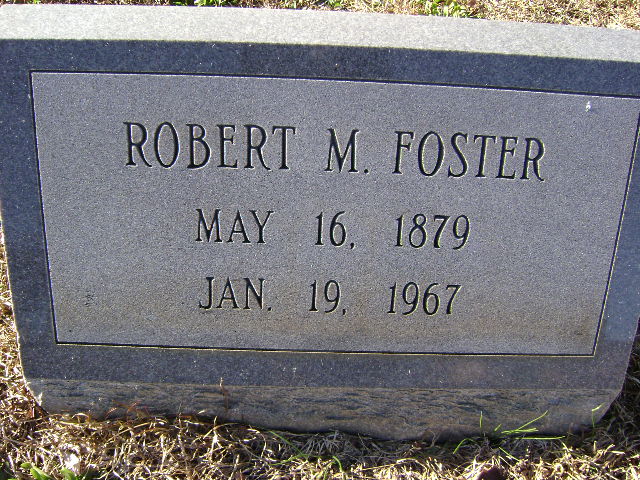 ROBERT M. FOSTER
MAY 16, 1879
JAN. 19, 1967